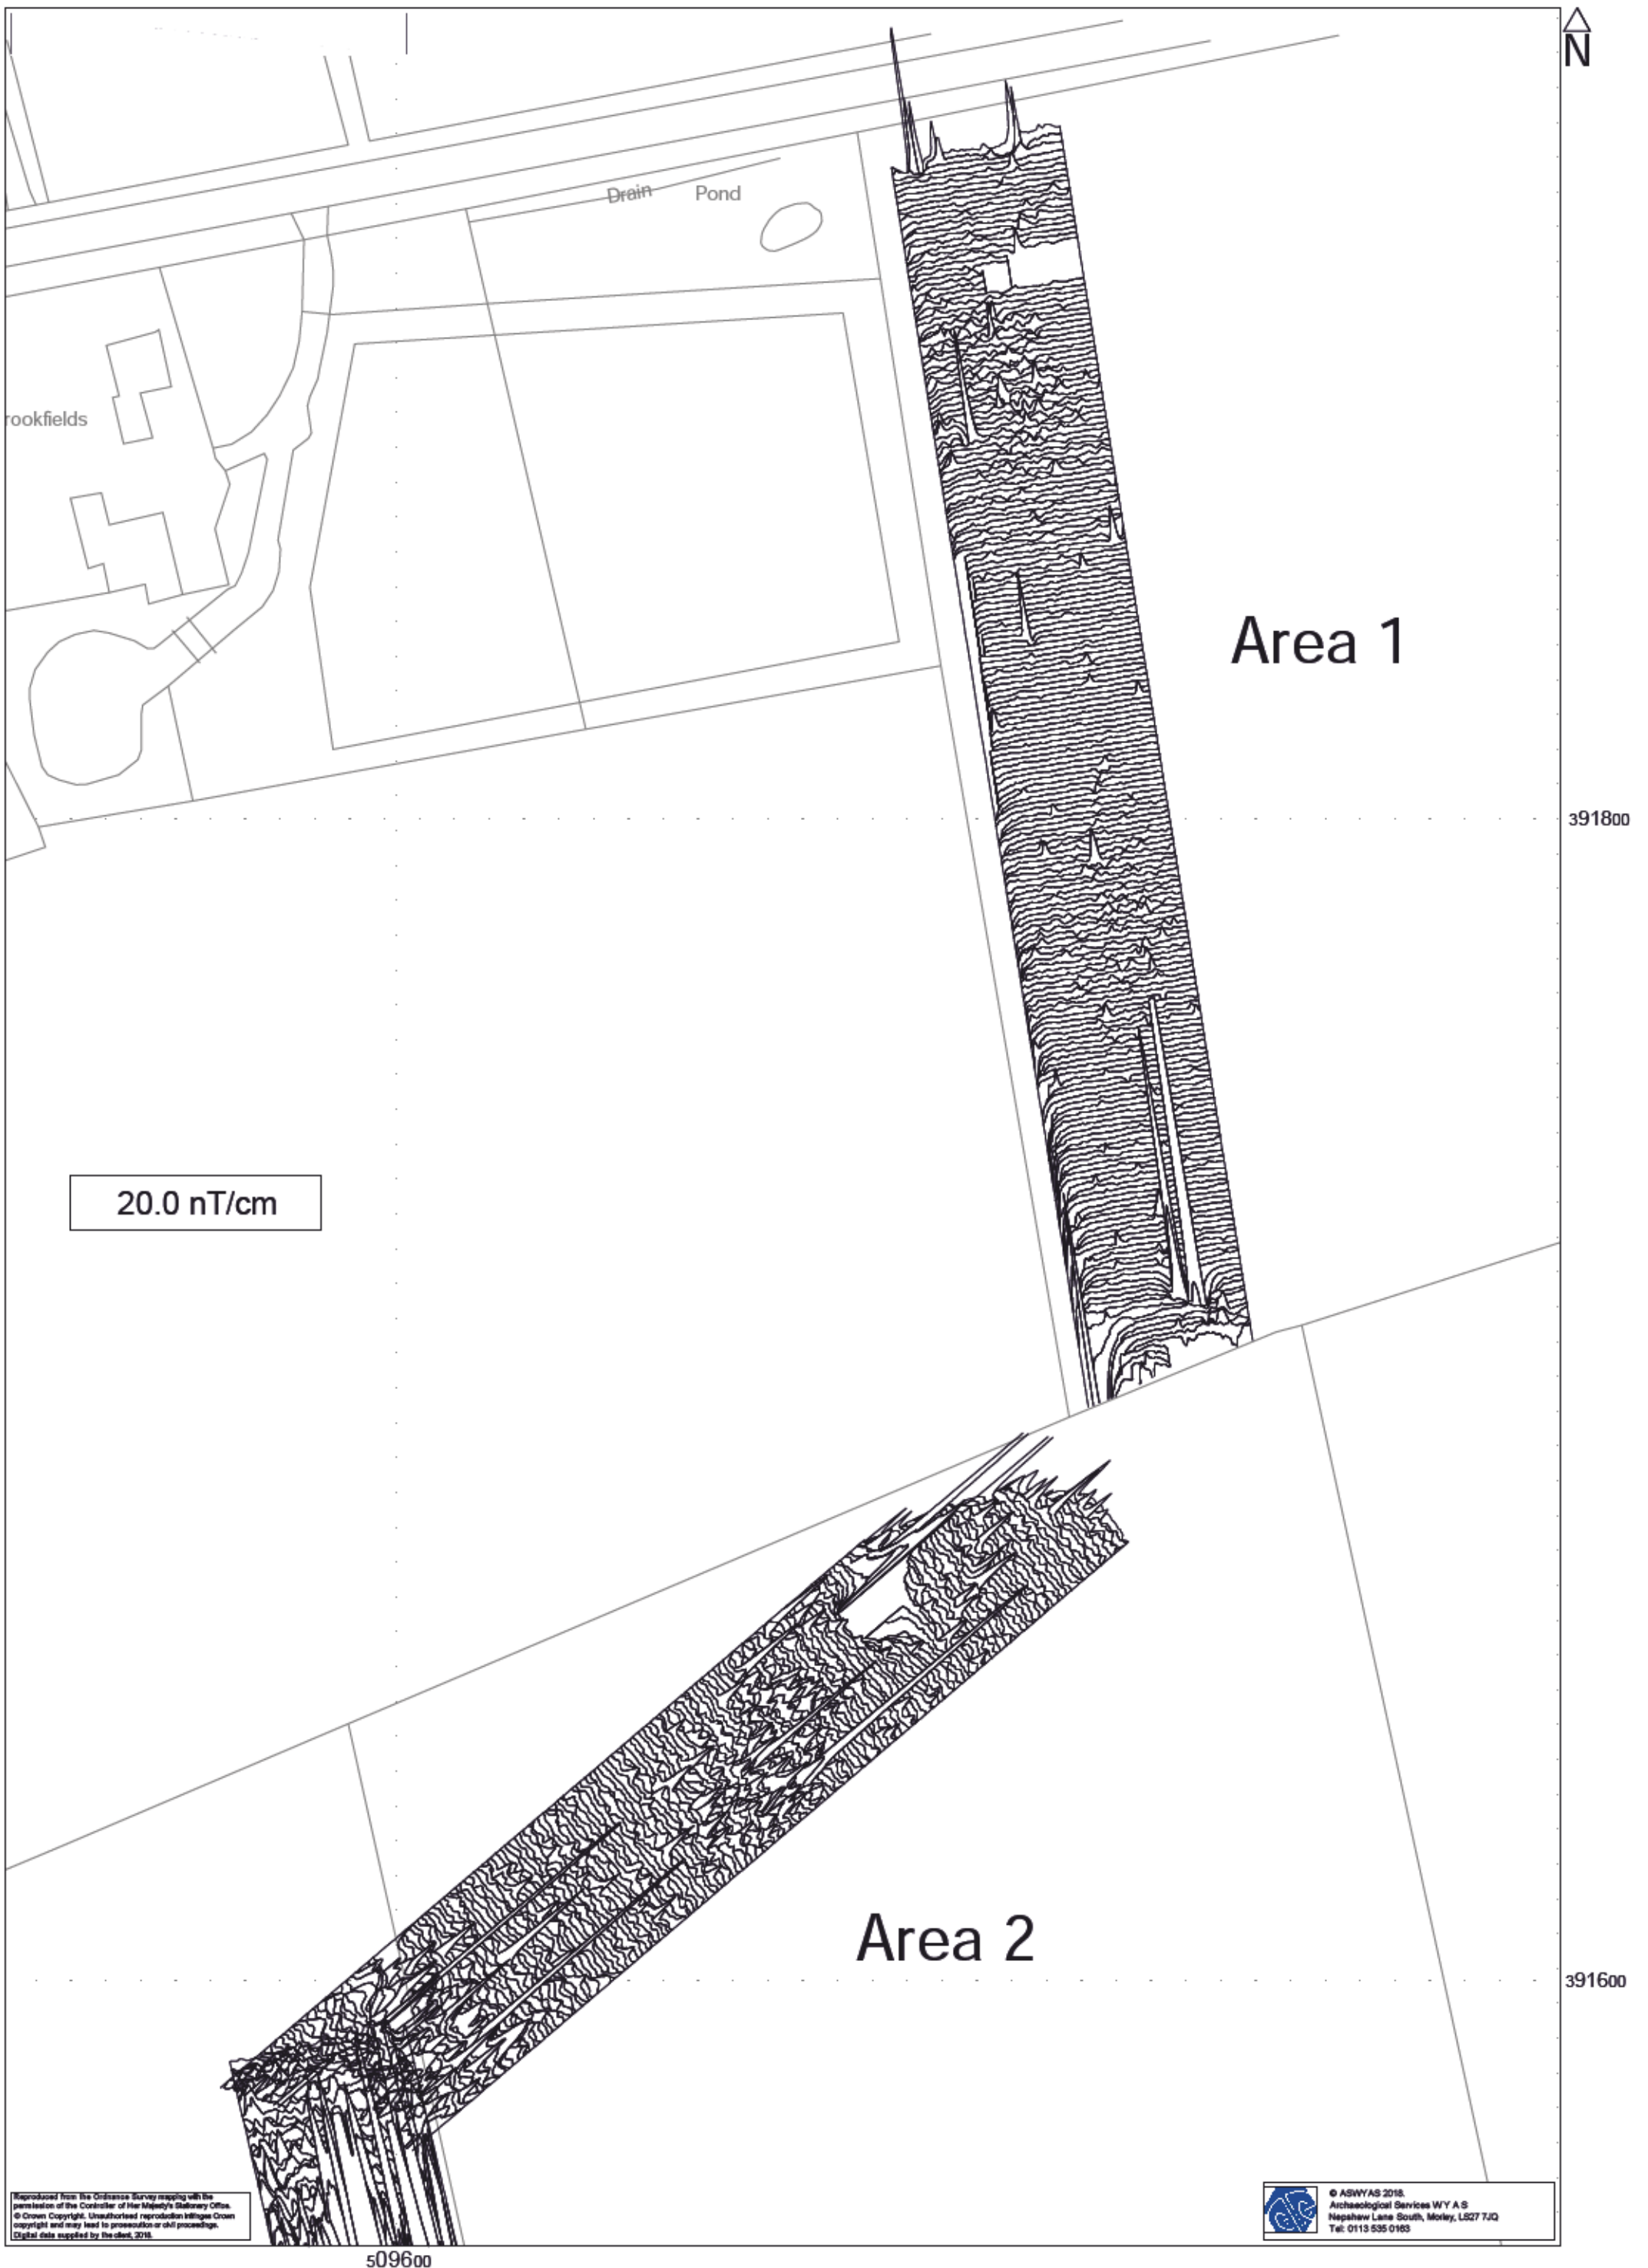 N
Drain
Pond
rookfields
Area 1
391800
20.0 nT/cm
Area 2
391600
Reproduced from the Ordnance Survey mapping with the
permission of the Controller of Her Majesty's Stationery Office.
© Crown Copyright. Unauthorised reproduction infringes Crown
copyright and may lead to prosecution or civil proceedings.
Digital data supplied by the client, 2018.
© ASWYAS 2018.
Archaeological Services W Y A S
Nepshaw Lane South, Morley, LS27 7JQ
Tel: 0113 535 0163
509600